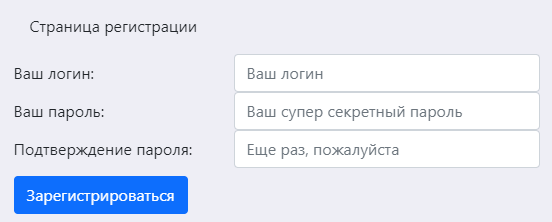 Страница регистрации
Ваш логин: Ваш логин
Ваш пароль: Ваш супер секретный пароль
Подтверждение пароля: Еще раз, пожалуйста
Зарегистрироваться